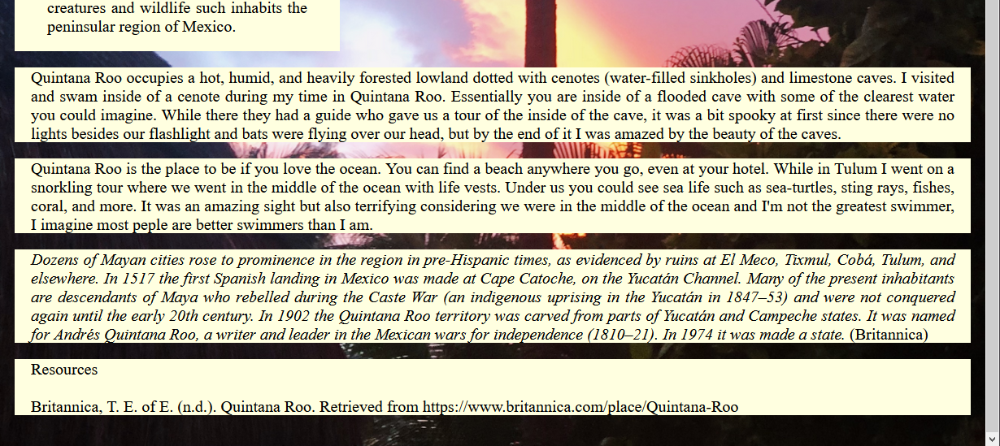 creatures and wildlife such inhabits the
peninsular region of Mexico.
Quintana Roo occupies a hot, humid, and heavily forested lowland dotted with cenotes (water-filled sinkholes) and limestone caves. I visited
and swam inside of a cenote during my time in Quintana Roo. Essentially you are inside of a flooded cave with some of the clearest water
you could imagine. While there they had a guide who gave us a tour of the inside of the cave, it was a bit spooky at first since there were no
lights besides our flashlight and bats were flying over our head, but by the end of it I was amazed by the beauty of the caves.
Quintana Roo is the place to be if you love the ocean. You can find a beach anywhere you go, even at your hotel. While in Tulum I went on a
snorkling tour where we went in the middle of the ocean with life vests. Under us you could see sea life such as sea-turtles, sting rays, fishes,
coral, and more. It was an amazing sight but also terrifying considering we were in the middle of the ocean and I'm not the greatest swimmer,
I imagine most peple are better swimmers than I am.
Dozens of Mayan cities rose to prominence in the region in pre-Hispanic times, as evidenced by ruins at El Meco, Tixmul, Cobá, Tulum, and
elsewhere. In 1517 the first Spanish landing in Mexico was made at Cape Catoche, on the Yucatán Channel. Many of the present inhabitants
are descendants of Maya who rebelled during the Caste War (an indigenous uprising in the Yucatán in 1847–53) and were not conquered
again until the early 20th century. In 1902 the Quintana Roo territory was carved from parts of Yucatán and Campeche states. It was named
for Andrés Quintana Roo, a writer and leader in the Mexican wars for independence (1810–21). In 1974 it was made a state. (Britannica)
Resources
Britannica, T. E. of E. (n.d.). Quintana Roo. Retrieved from https://www.britannica.com/place/Quintana-Roo